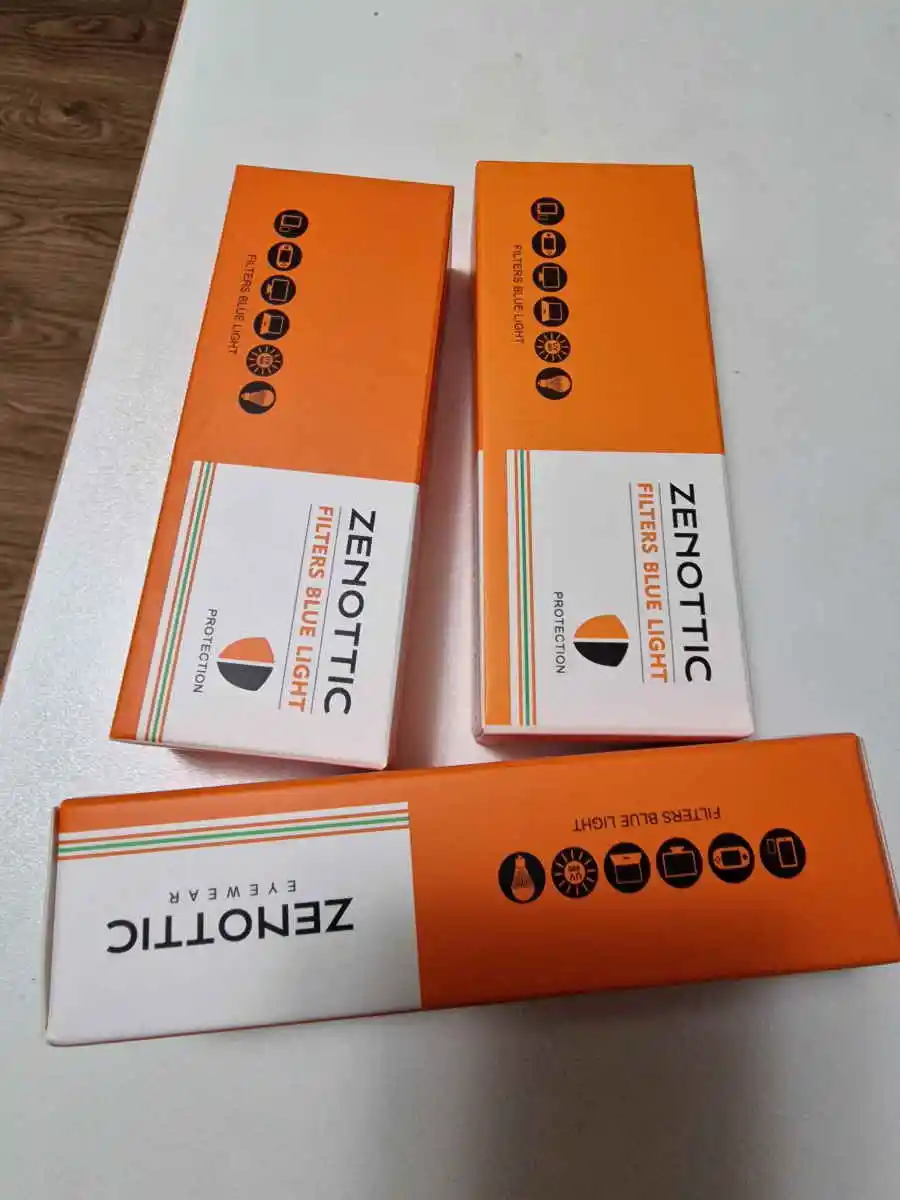 FILTERS BLUE LIGHT
ZENOTTIC
FILTERS BLUE LIGHT
PROTECTION
FILTERS BLUE LIGHT
ZENOTTIC
FILTERS BLUE LIGHT
PROTECTION
ZENOTTIC
EYEWEAR
UV
FILTERS BLUE LIGHT